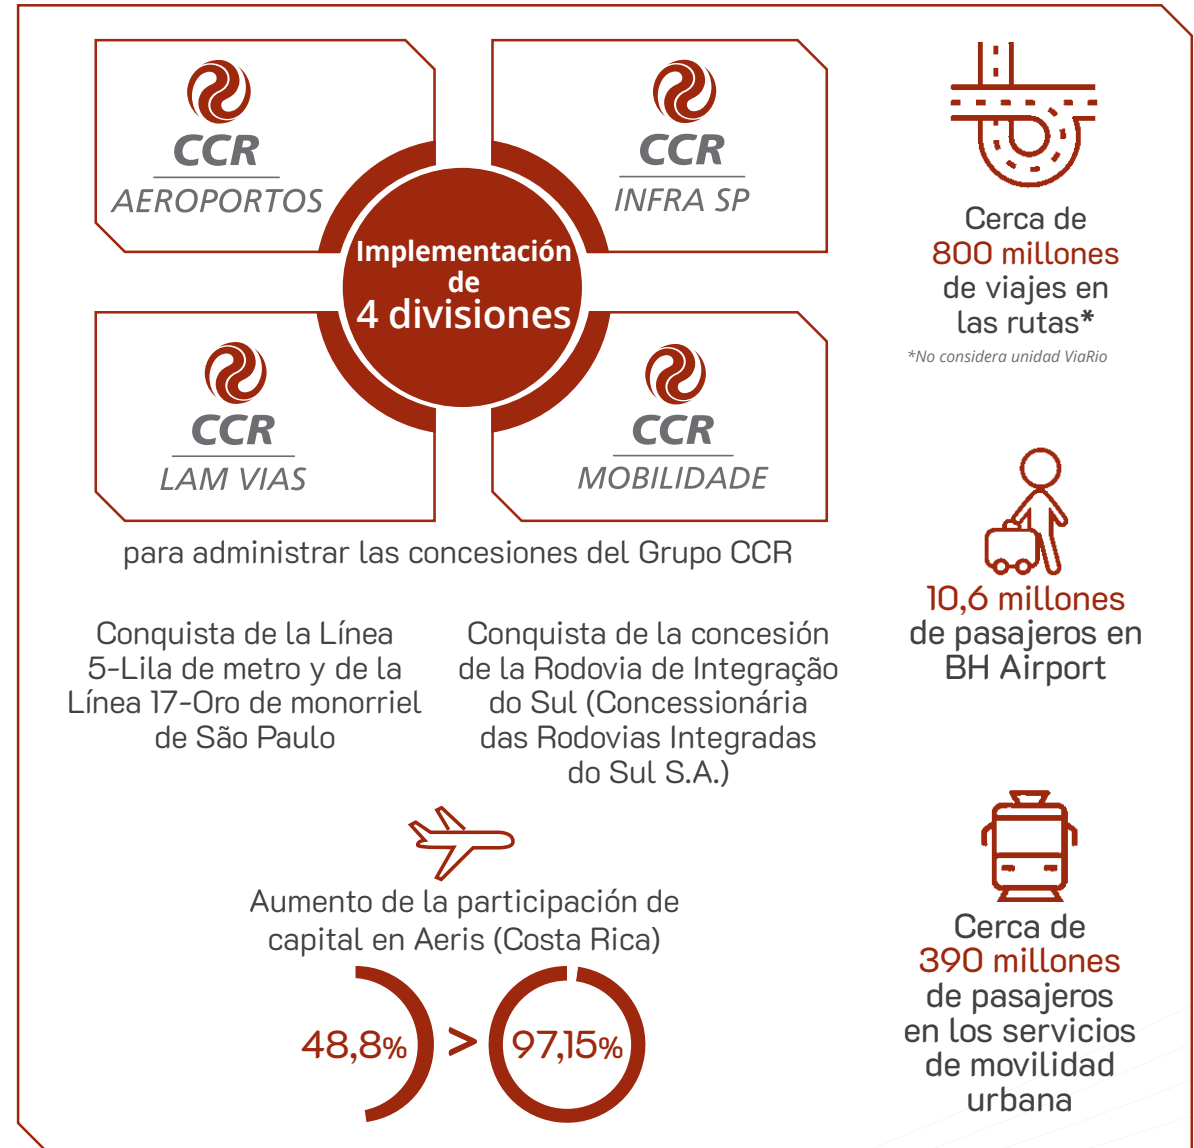 CCR
AEROPORTOS
CCR
INFRA SP
Implementación
de
4 divisiones
CCR
LAM VIAS
CCR
MOBILIDADE
para administrar las concesiones del Grupo CCR
Conquista de la Línea
5-Lila de metro y de la
Línea 17-Oro de monorriel
de São Paulo
Conquista de la concesión
de la Rodovia de Integração
do Sul (Concessionária
das Rodovias Integradas
do Sul S.A.)
Aumento de la participación de
capital en Aeris (Costa Rica)
48,8% > 97,15%
Cerca de
800 millones
de viajes en
las rutas*
*No considera unidad ViaRio
10,6 millones
de pasajeros en
BH Airport
Cerca de
390 millones
de pasajeros
en los servicios
de movilidad
urbana